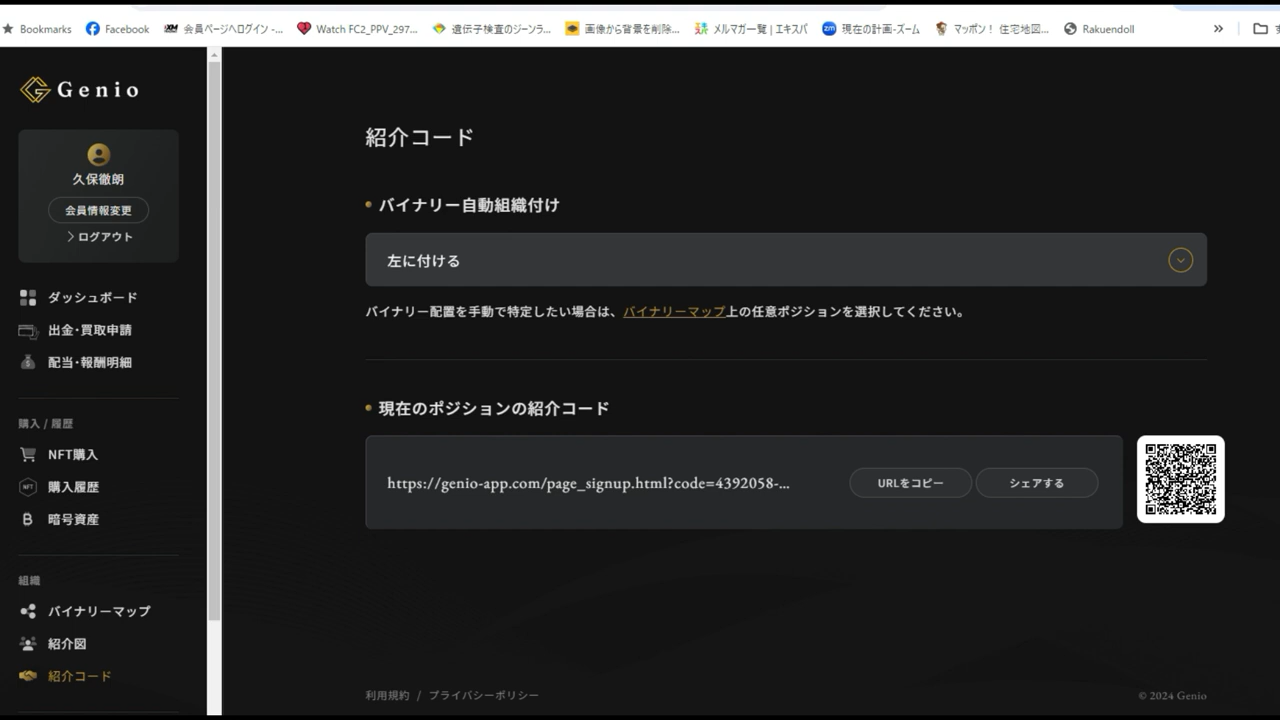 Bookmarks
Facebook
会員ページへログイン -...
Watch FC2_PPV_297...
遺伝子検査のジーンラ...
画像から背景を削除...
メルマガ一覧 | エキスパ
現在の計画-ズーム
マッポン！ 住宅地図...
Rakuendoll
»
Genio
久保徹朗
会員情報変更
ログアウト
ダッシュボード
出金・買取申請
配当・報酬明細
購入 / 履歴
NFT購入
購入履歴
暗号資産
組織
バイナリーマップ
紹介図
紹介コード
紹介コード
バイナリー自動組織付け
左に付ける
バイナリー配置を手動で特定したい場合は、バイナリーマップ上の任意ポジションを選択してください。
現在のポジションの紹介コード
https://genio-app.com/page_signup.html?code=4392058-...
URLをコピー
シェアする
利用規約 / プライバシーポリシー
© 2024 Genio